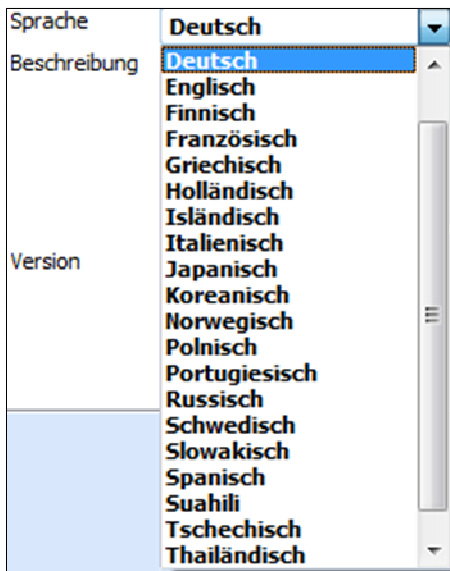 Sprache Deutsch
Beschreibung Deutsch
Englisch
Finnisch
Französisch
Griechisch
Holländisch
Isländisch
Version Italienisch
Japanisch
Koreanisch
Norwegisch
Polnisch
Portugiesisch
Russisch
Schwedisch
Slowakisch
Spanisch
Suahili
Tschechisch
Thailändisch